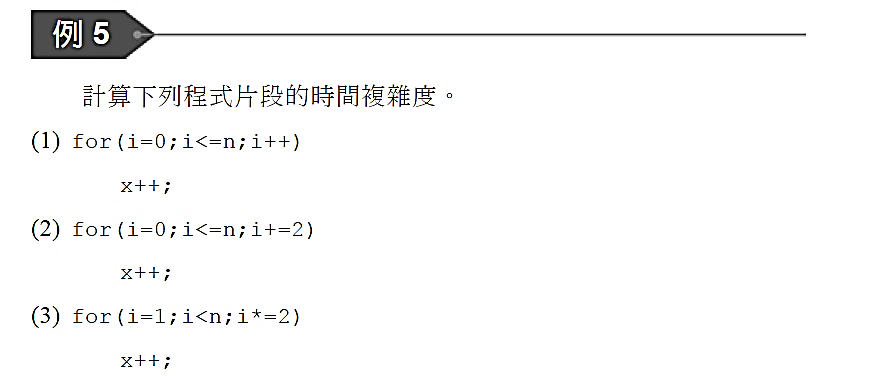 例 5
計算下列程式片段的時間複雜度。
(1) for(i=0;i<=n;i++)
x++;
(2) for(i=0;i<=n;i+=2)
x++;
(3) for(i=1;i<n;i*=2)
x++;